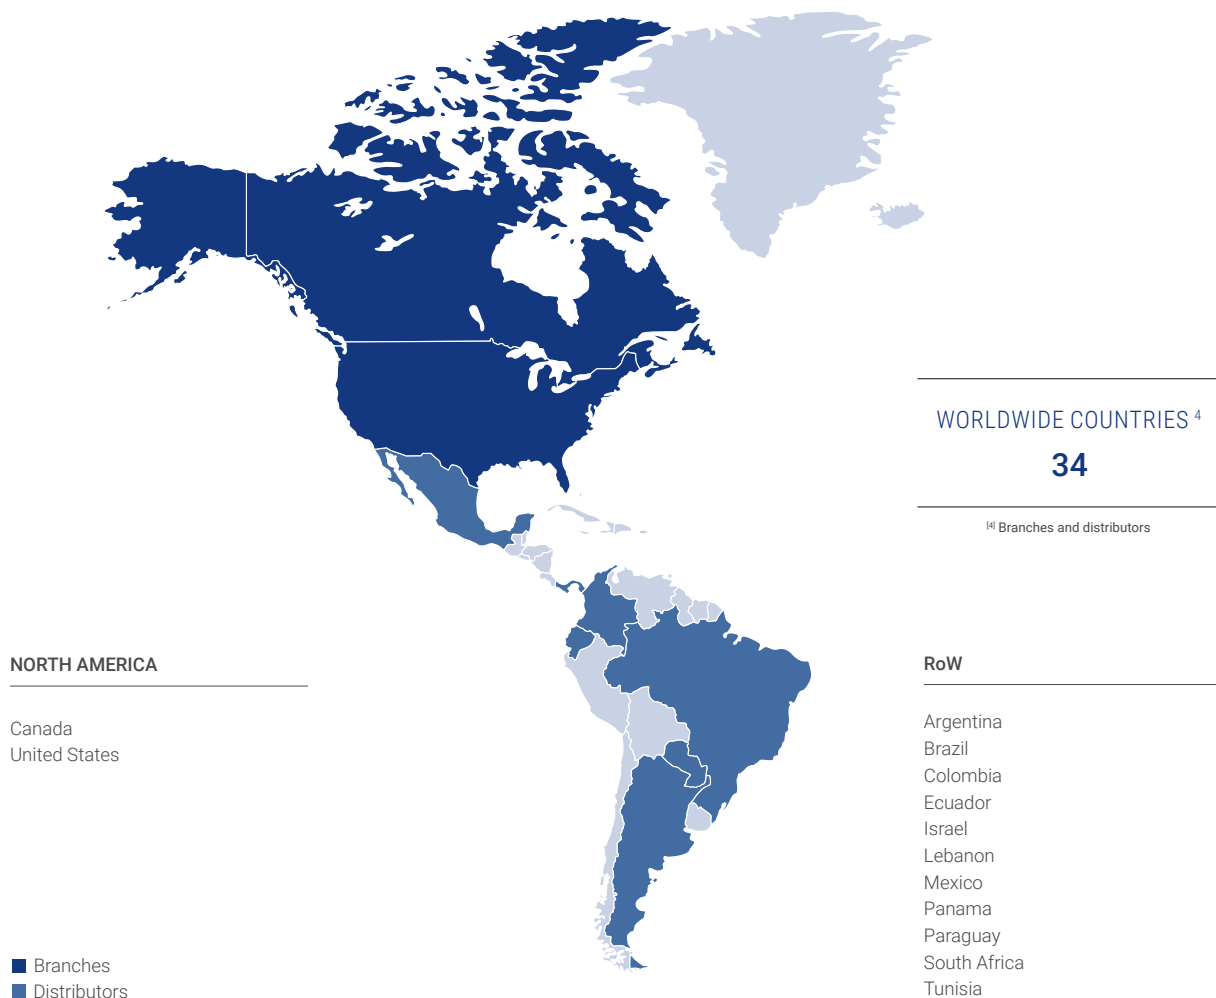 WORLDWIDE COUNTRIES 4
34
[4] Branches and distributors
NORTH AMERICA
Canada
United States
RoW
Argentina
Brazil
Colombia
Ecuador
Israel
Lebanon
Mexico
Panama
Paraguay
South Africa
Tunisia
Branches
Distributors